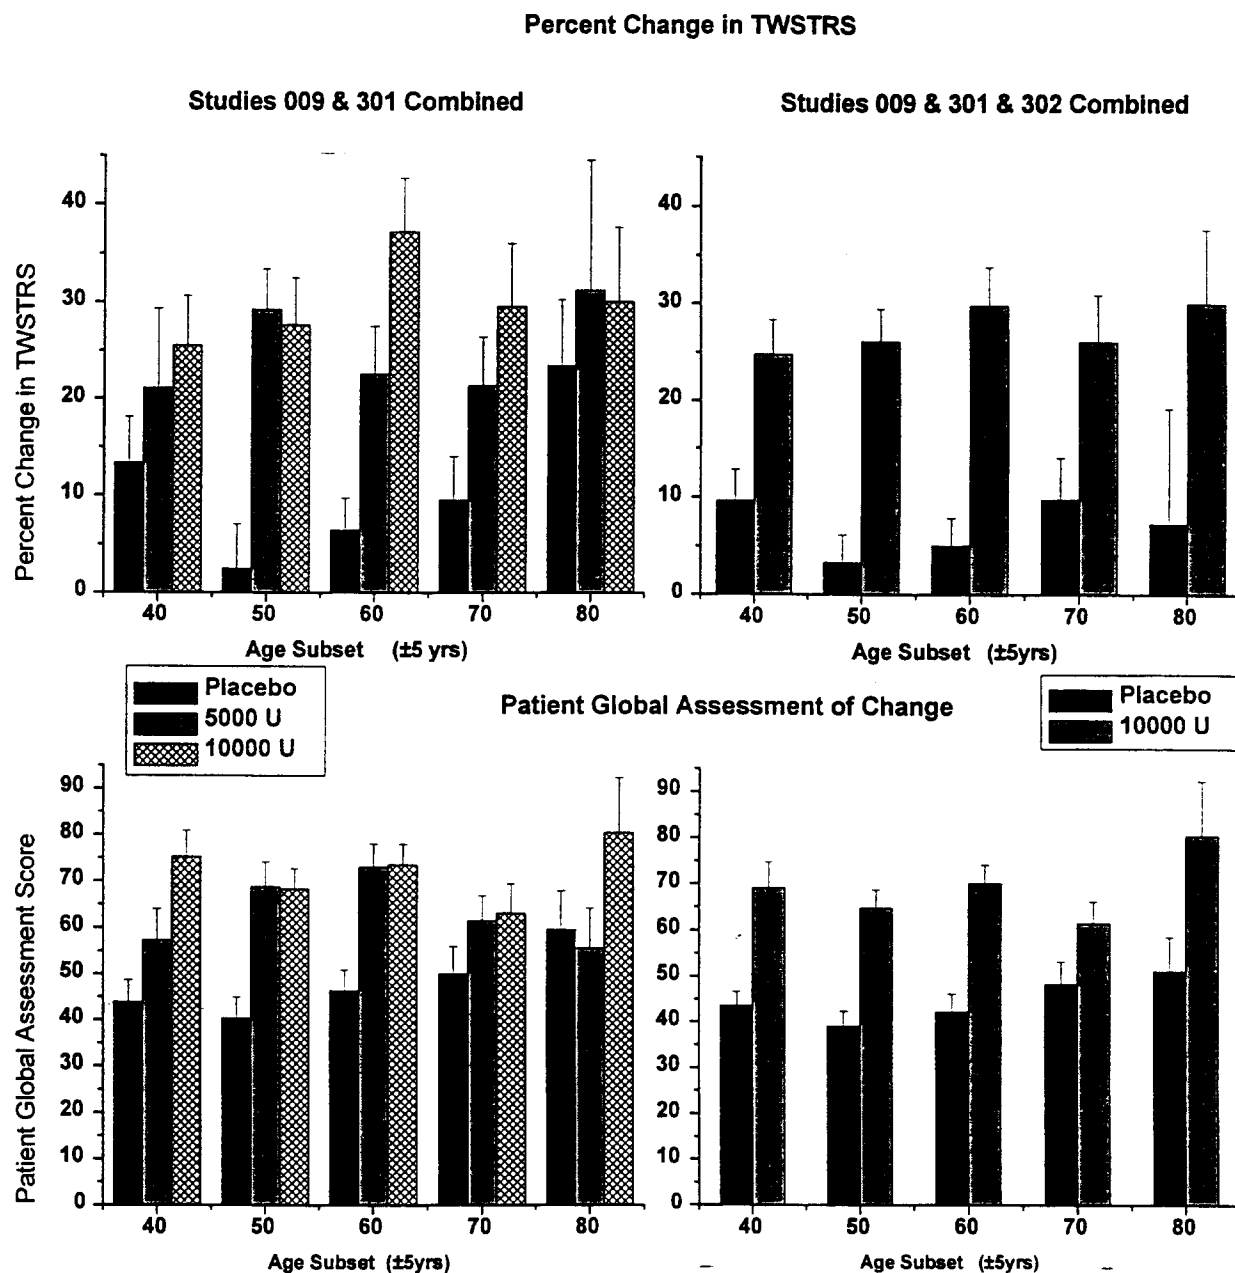 Percent Change in TWSTRS
Studies 009 & 301 Combined
Studies 009 & 301 & 302 Combined
Percent Change in TWSTRS
40
30
20
10
0
40 50 60 70 80
Age Subset (±5 yrs)
40
30
20
10
0
40 50 60 70 80
Age Subset (±5yrs)
Placebo
5000 U
10000 U
Patient Global Assessment of Change
Placebo
10000 U
Patient Global Assessment Score
90
80
70
60
50
40
30
20
10
0
40 50 60 70 80
Age Subset (±5yrs)
90
80
70
60
50
40
30
20
10
0
40 50 60 70 80
Age Subset (±5yrs)